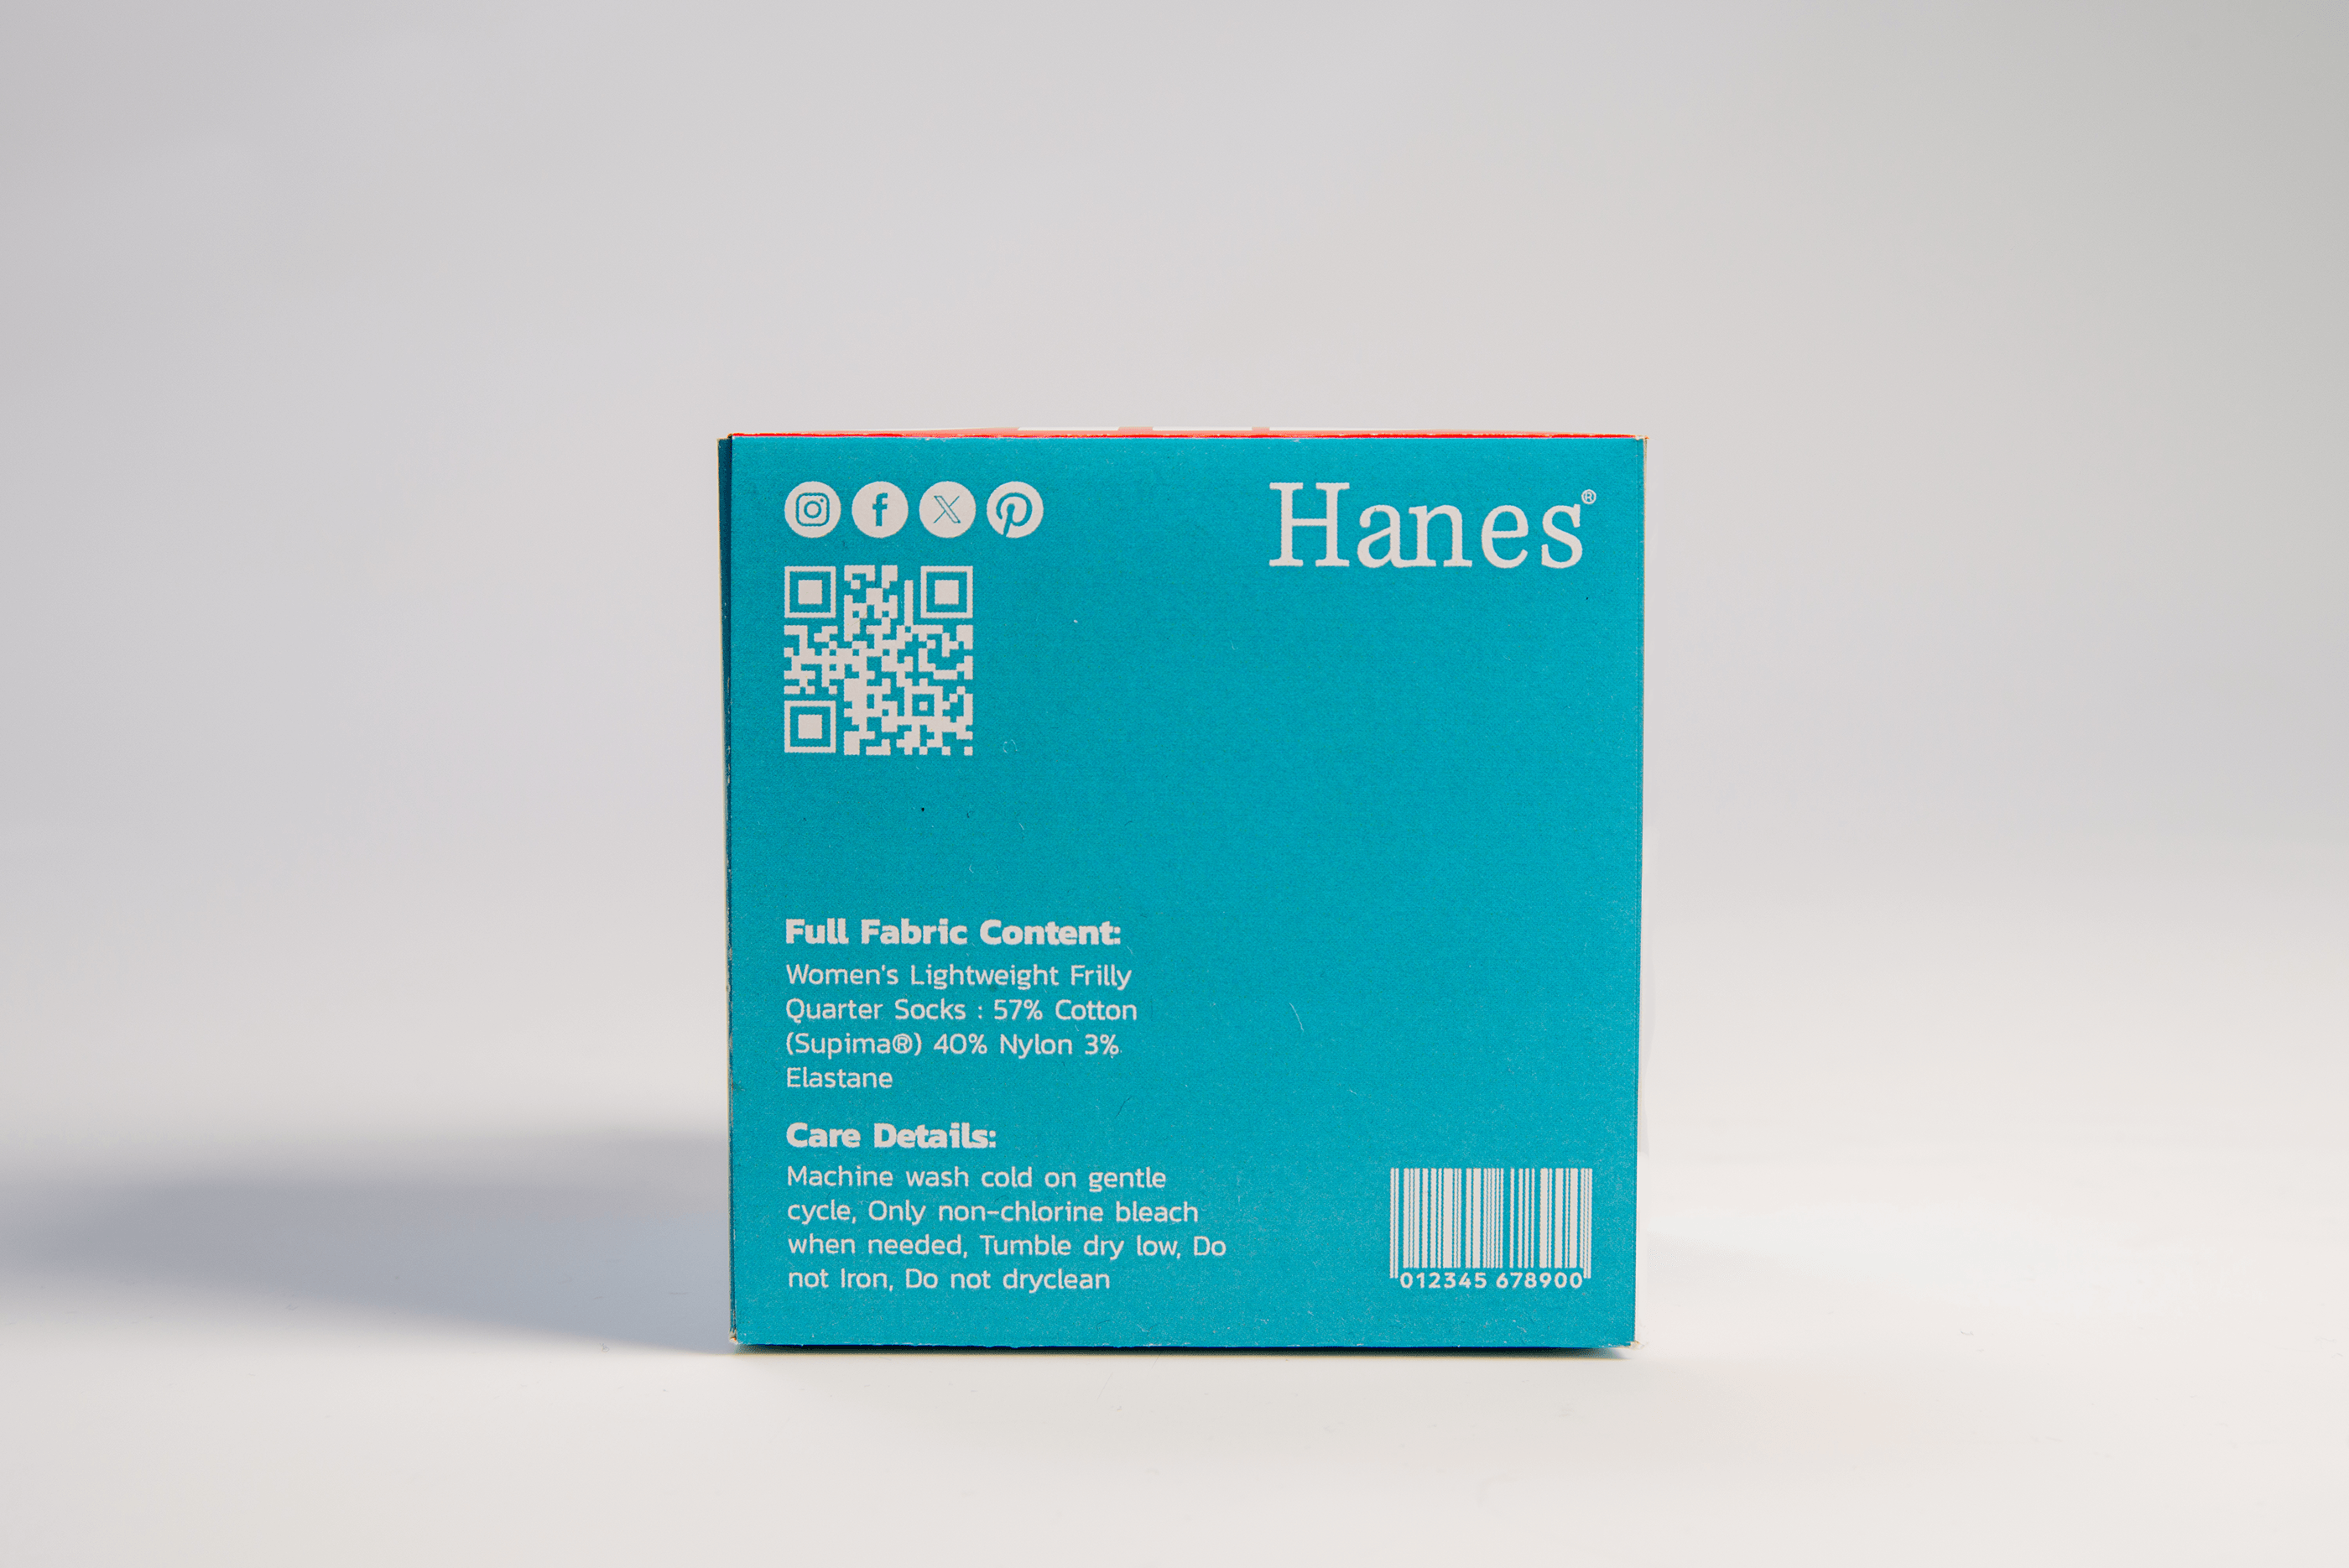 Hanes®
Full Fabric Content:
Women's Lightweight Frilly
Quarter Socks : 57% Cotton
(Supima®) 40% Nylon 3%
Elastane
Care Details:
Machine wash cold on gentle
cycle, Only non-chlorine bleach
when needed, Tumble dry low, Do
not Iron, Do not dryclean
012345 678900